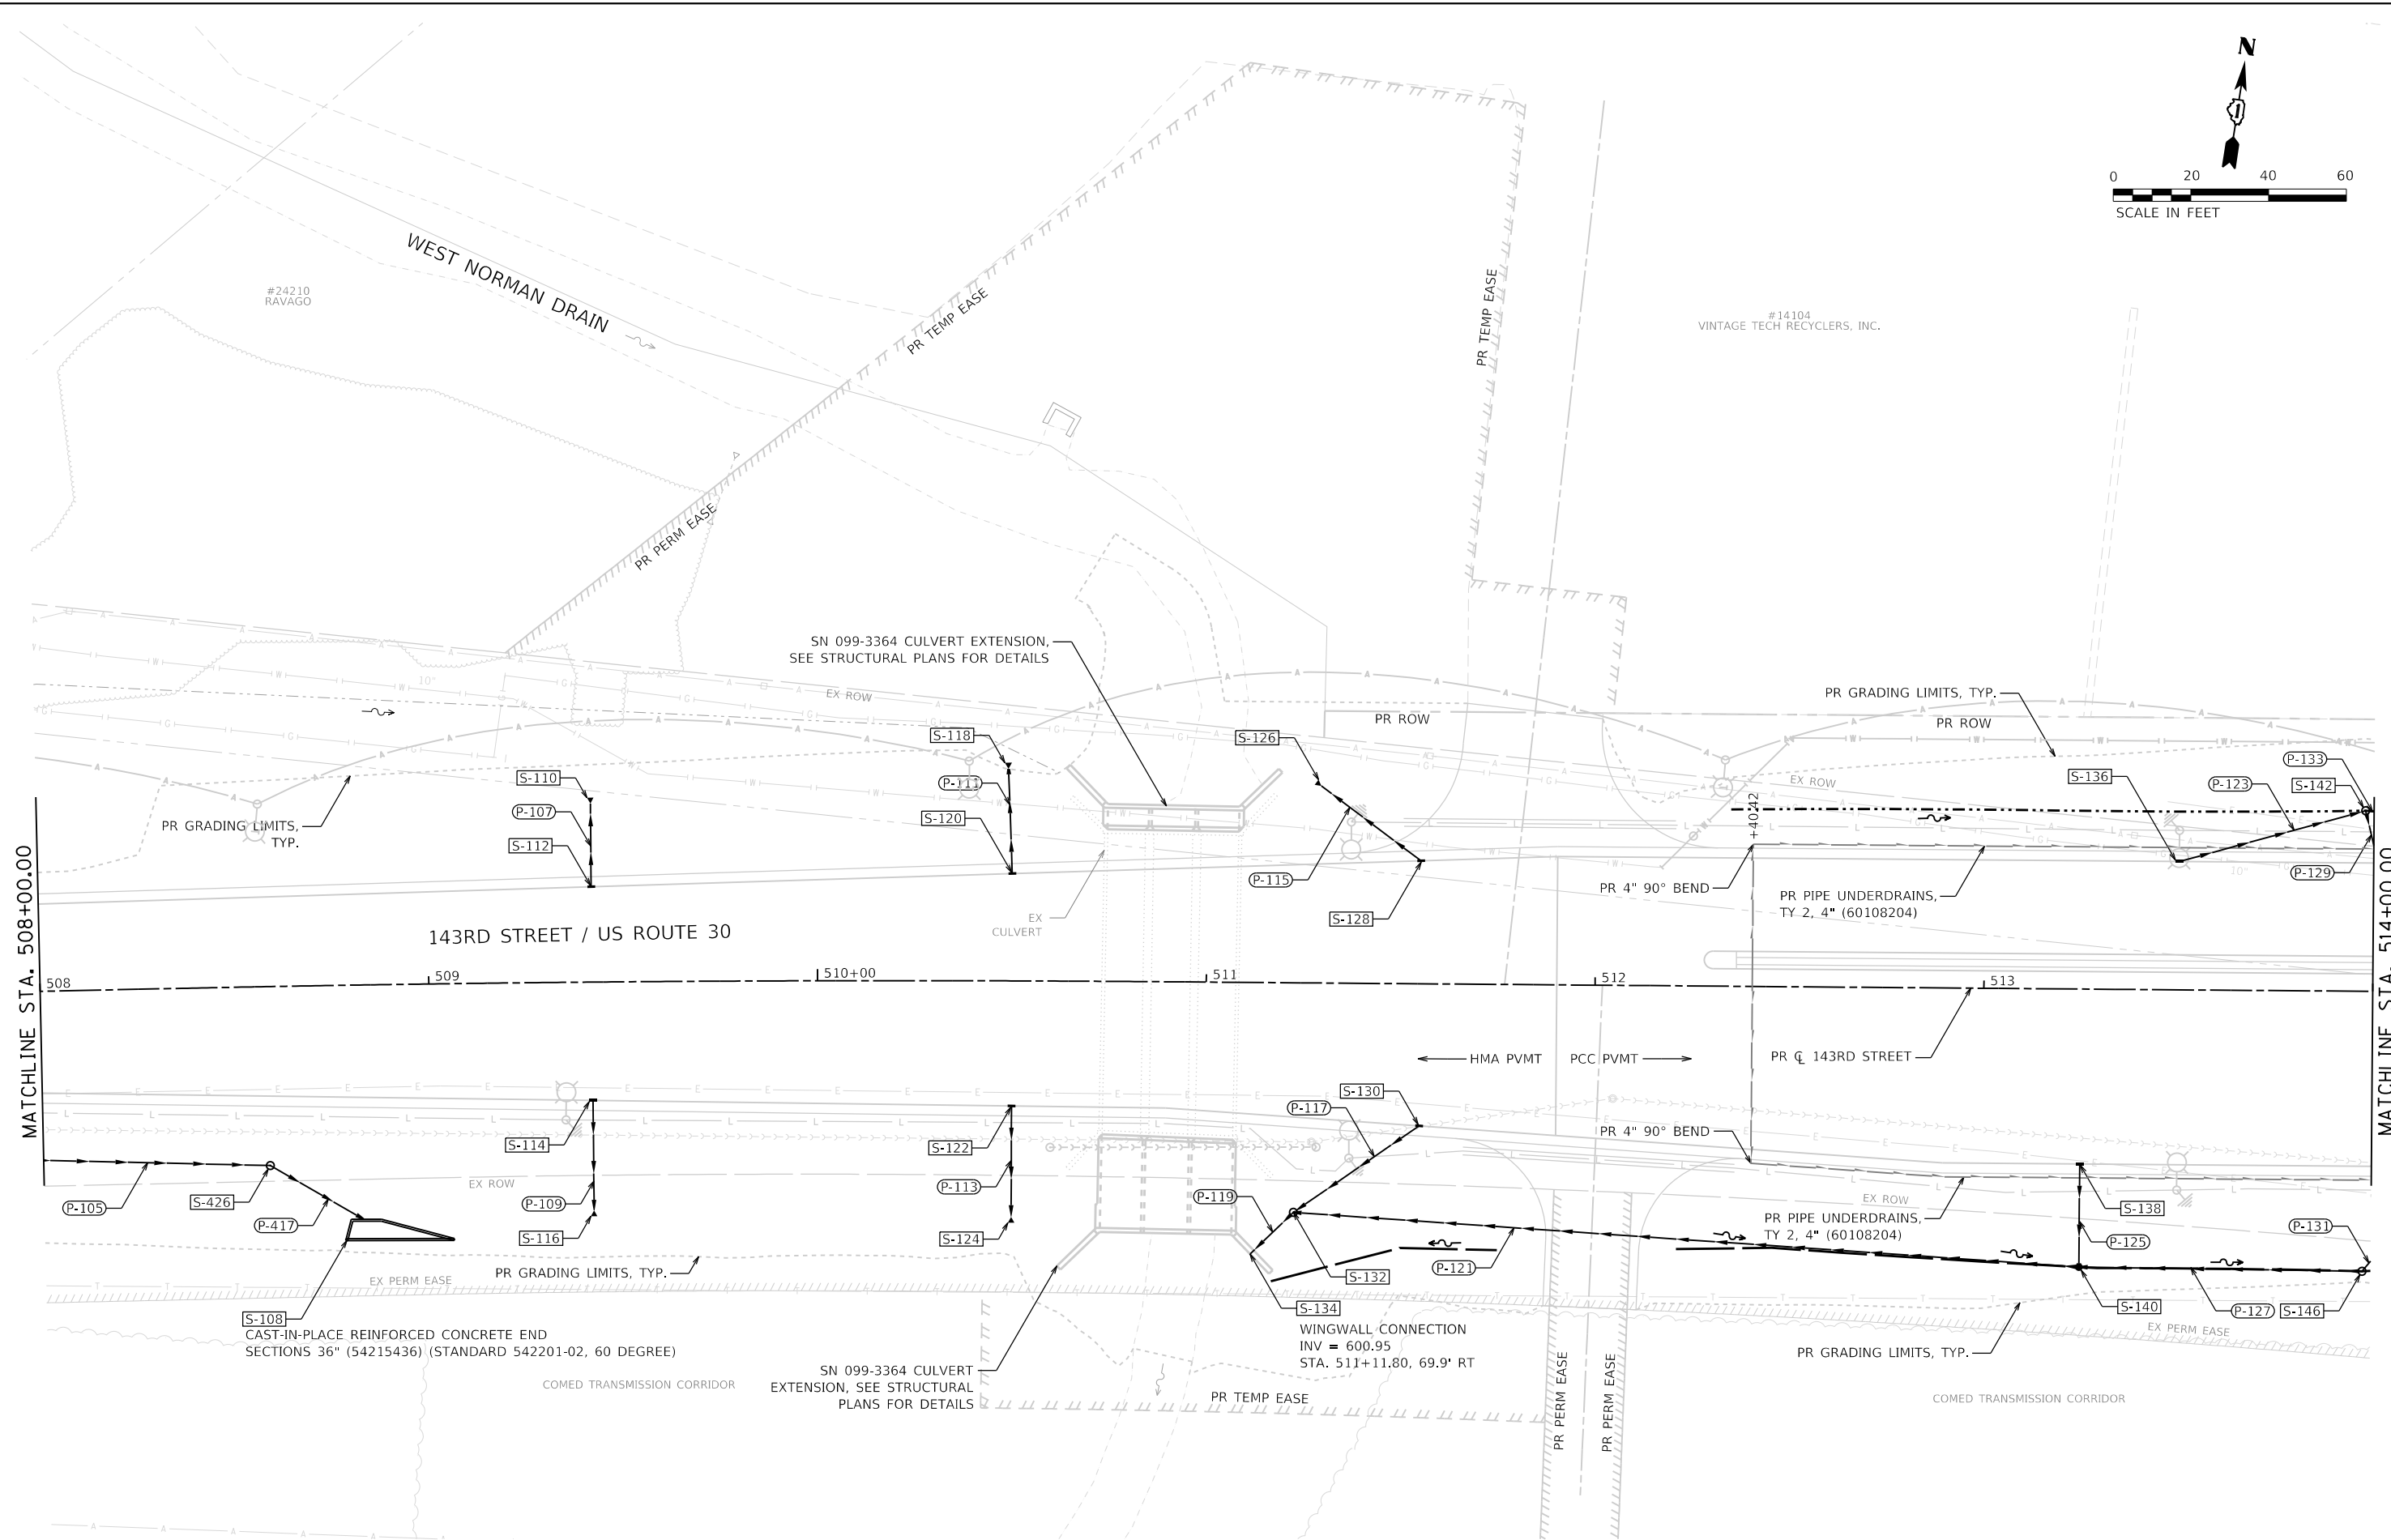 N
0 20 40 60
SCALE IN FEET
WEST NORMAN DRAIN
#24210
RAVAGO
PR TEMP EASE
PR TEMP EASE
#14104
VINTAGE TECH RECYCLERS, INC.
PR PERM EASE
SN 099-3364 CULVERT EXTENSION,
SEE STRUCTURAL PLANS FOR DETAILS
10"
EX ROW
PR ROW
PR GRADING LIMITS, TYP.
PR ROW
S-118
S-126
P-133
S-110
P-111
S-136
P-123
S-142
EX ROW
P-107
PR GRADING LIMITS,
TYP.
S-120
+40.42
S-112
P-115
PR 4" 90° BEND
P-129
10"
PR PIPE UNDERDRAINS,
TY 2, 4" (60108204)
S-128
EX
CULVERT
143RD STREET / US ROUTE 30
MATCHLINE STA. 508+00.00
MATCHLINE STA. 514+00.00
508
509
510+00
511
512
513
HMA PVMT
PCC PVMT
PR ℄ 143RD STREET
S-130
P-117
PR 4" 90° BEND
S-114
S-122
EX ROW
P-113
P-119
EX ROW
P-105
S-426
P-417
P-109
S-116
S-124
S-138
PR PIPE UNDERDRAINS,
TY 2, 4" (60108204)
P-131
P-125
P-121
S-132
EX PERM EASE
PR GRADING LIMITS, TYP.
S-134
S-140
P-127
S-146
S-108
CAST-IN-PLACE REINFORCED CONCRETE END
SECTIONS 36" (54215436) (STANDARD 542201-02, 60 DEGREE)
WINGWALL CONNECTION
INV = 600.95
STA. 511+11.80, 69.9' RT
EX PERM EASE
PR GRADING LIMITS, TYP.
SN 099-3364 CULVERT
EXTENSION, SEE STRUCTURAL
PLANS FOR DETAILS
COMED TRANSMISSION CORRIDOR
PR TEMP EASE
PR PERM EASE
PR PERM EASE
COMED TRANSMISSION CORRIDOR